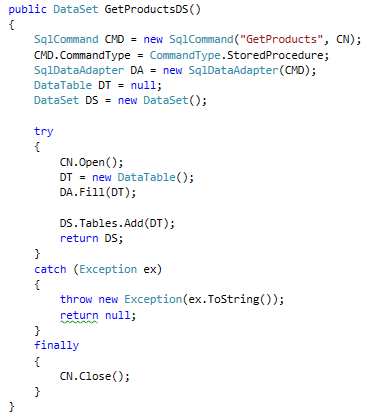 public DataSet GetProductsDS()
{
SqlCommand CMD = new SqlCommand("GetProducts", CN);
CMD.CommandType = CommandType.StoredProcedure;
SqlDataAdapter DA = new SqlDataAdapter(CMD);
DataTable DT = null;
DataSet DS = new DataSet();
try
{
CN.Open();
DT = new DataTable();
DA.Fill(DT);
DS.Tables.Add(DT);
return DS;
}
catch (Exception ex)
{
throw new Exception(ex.ToString());
return null;
}
finally
{
CN.Close();
}
}